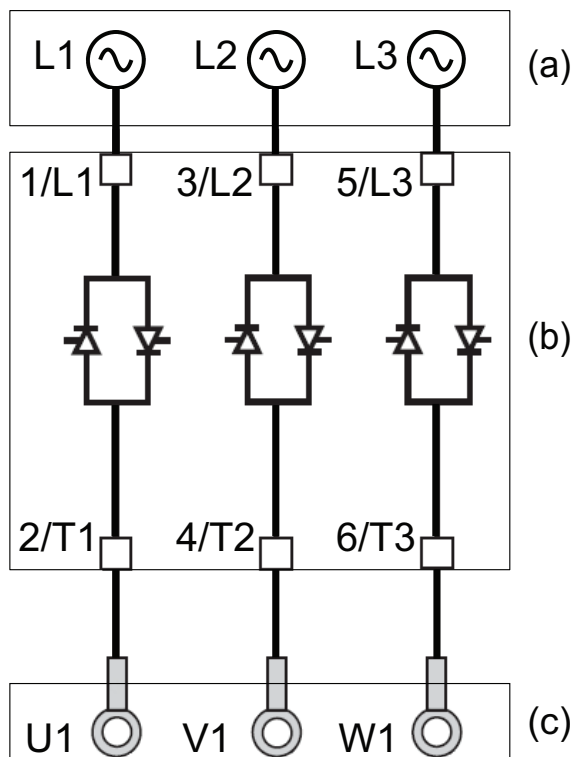 L1 L2 L3 (a)
1/L1 3/L2 5/L3
(b)
2/T1 4/T2 6/T3
U1 V1 W1 (c)